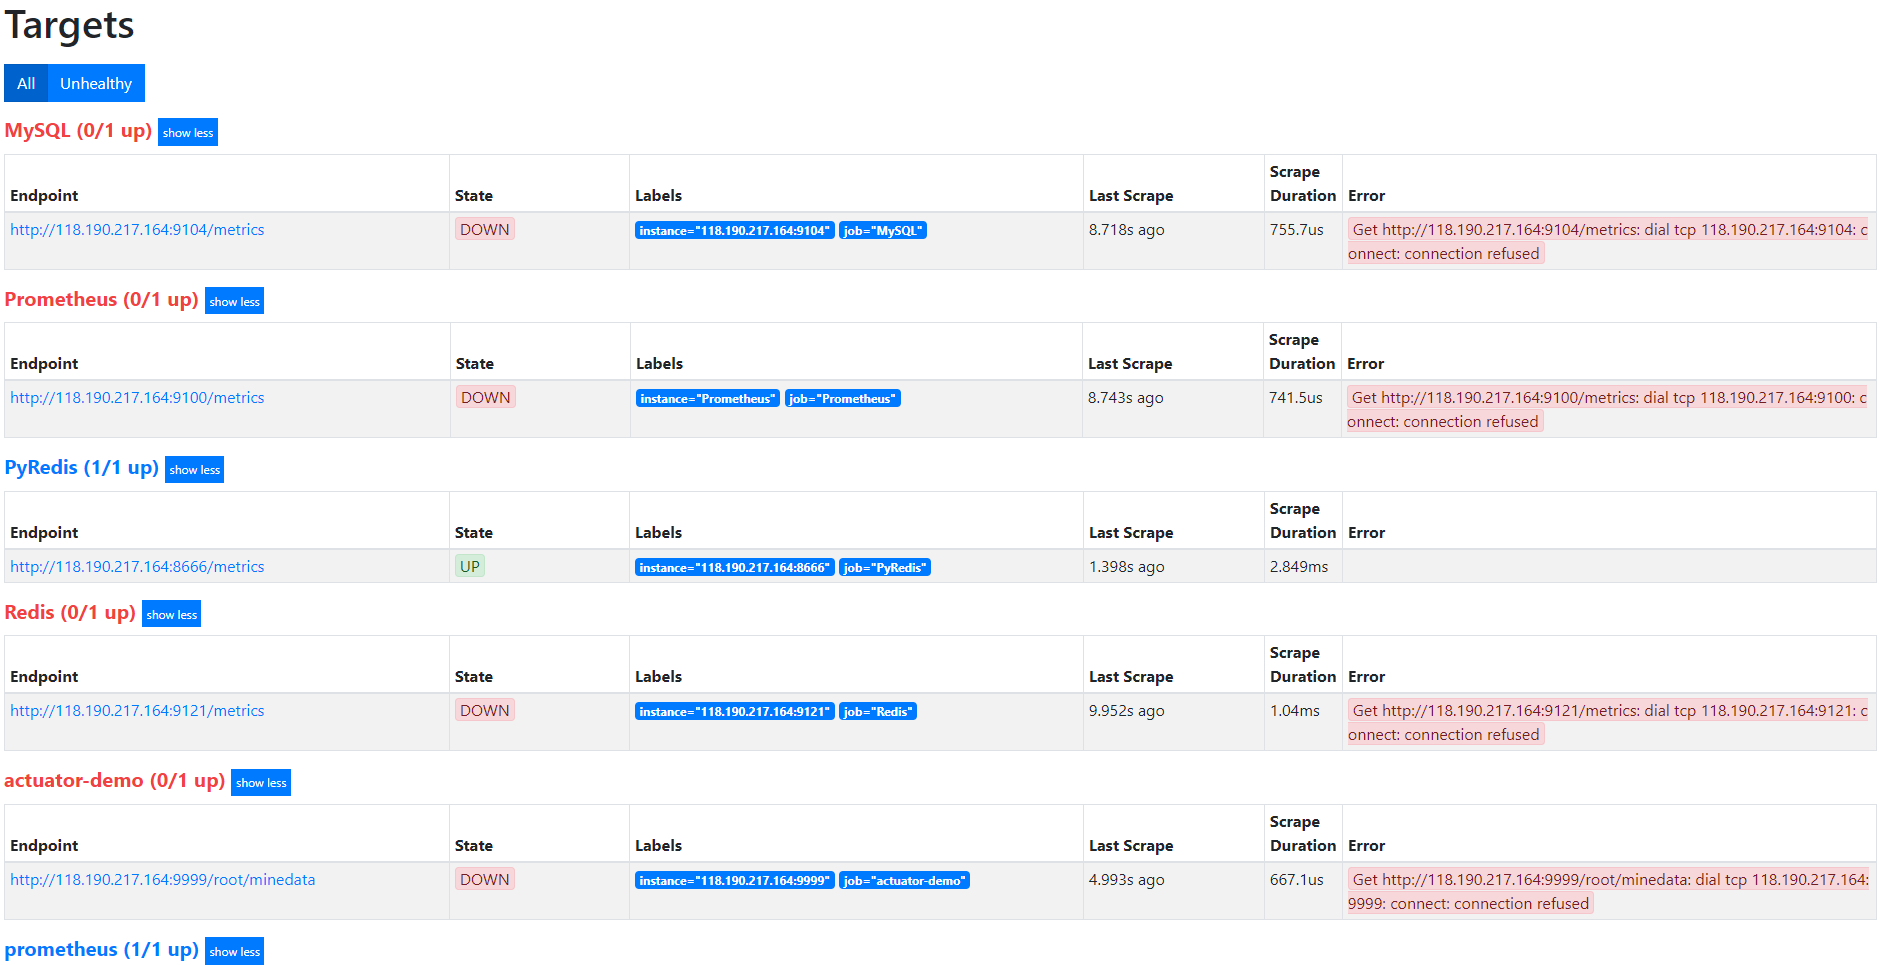 Targets
All Unhealthy
MySQL (0/1 up) show less
Endpoint State Labels Last Scrape Scrape Duration Error
http://118.190.217.164:9104/metrics DOWN instance="118.190.217.164:9104" job="MySQL" 8.718s ago 755.7us Get http://118.190.217.164:9104/metrics: dial tcp 118.190.217.164:9104: c
onnect: connection refused
Prometheus (0/1 up) show less
Endpoint State Labels Last Scrape Scrape Duration Error
http://118.190.217.164:9100/metrics DOWN instance="Prometheus" job="Prometheus" 8.743s ago 741.5us Get http://118.190.217.164:9100/metrics: dial tcp 118.190.217.164:9100: c
onnect: connection refused
PyRedis (1/1 up) show less
Endpoint State Labels Last Scrape Scrape Duration Error
http://118.190.217.164:8666/metrics UP instance="118.190.217.164:8666" job="PyRedis" 1.398s ago 2.849ms
Redis (0/1 up) show less
Endpoint State Labels Last Scrape Scrape Duration Error
http://118.190.217.164:9121/metrics DOWN instance="118.190.217.164:9121" job="Redis" 9.952s ago 1.04ms Get http://118.190.217.164:9121/metrics: dial tcp 118.190.217.164:9121: c
onnect: connection refused
actuator-demo (0/1 up) show less
Endpoint State Labels Last Scrape Scrape Duration Error
http://118.190.217.164:9999/root/minedata DOWN instance="118.190.217.164:9999" job="actuator-demo" 4.993s ago 667.1us Get http://118.190.217.164:9999/root/minedata: dial tcp 118.190.217.164:
9999: connect: connection refused
prometheus (1/1 up) show less